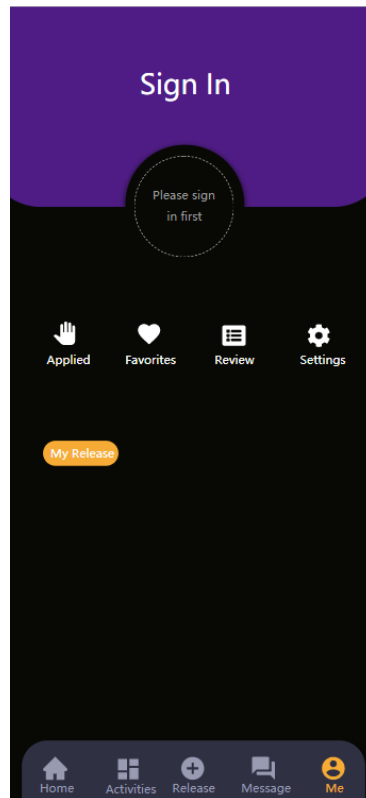 Sign In
Please sign
in first
Applied Favorites Review Settings
My Release
Home Activities Release Message Me